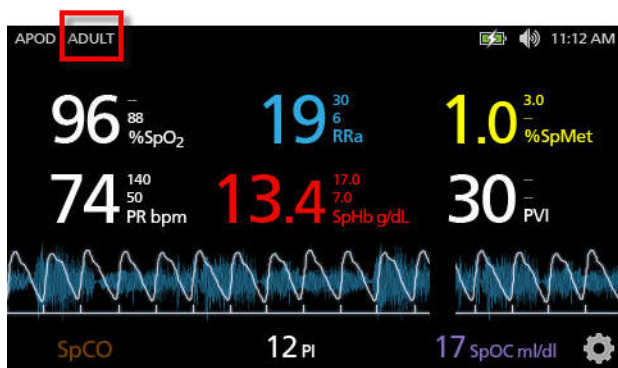 APOD ADULT 11:12 AM
96 – 88 %SpO₂ 19 30 6 RRa 1.0 3.0 – %SpMet
74 140 50 PR bpm 13.4 17.0 7.0 SpHb g/dL 30 – – PVI
SpCO 12 PI 17 SpOC ml/dl